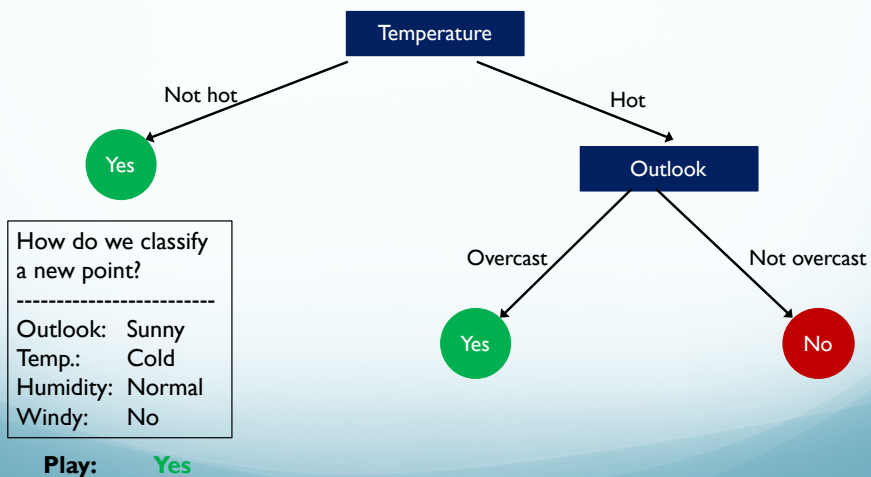 Temperature
Not hot
Hot
Yes
Outlook
How do we classify
a new point?
-------------------------
Outlook: Sunny
Temp.: Cold
Humidity: Normal
Windy: No
Overcast
Not overcast
Yes
No
Play: Yes